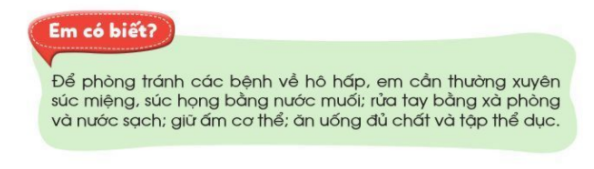 Em có biết?
Để phòng tránh các bệnh về hô hấp, em cần thường xuyên
súc miệng, súc họng bằng nước muối; rửa tay bằng xà phòng
và nước sạch; giữ ấm cơ thể; ăn uống đủ chất và tập thể dục.